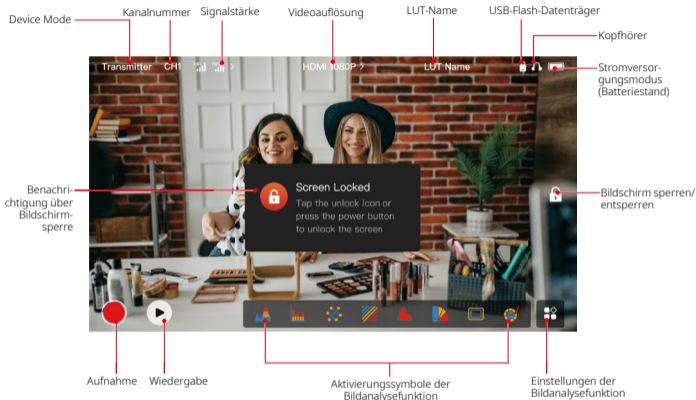 Device Mode
Kanalnummer
Signalstärke
Videoauflösung
LUT-Name
USB-Flash-Datenträger
Kopfhörer
Stromversor-
gungsmodus
(Batteriestand)
Transmitter CH1
HDMI 1080P
LUT Name
Benachri-
chtigung über
Bildschirm-
sperre
Screen Locked
Tap the unlock icon or
press the power button
to unlock the screen
Bildschirm sperren/
entsperren
Aufnahme
Wiedergabe
Aktivierungssymbole der
Bildanalysefunktion
Einstellungen der
Bildanalysefunktion